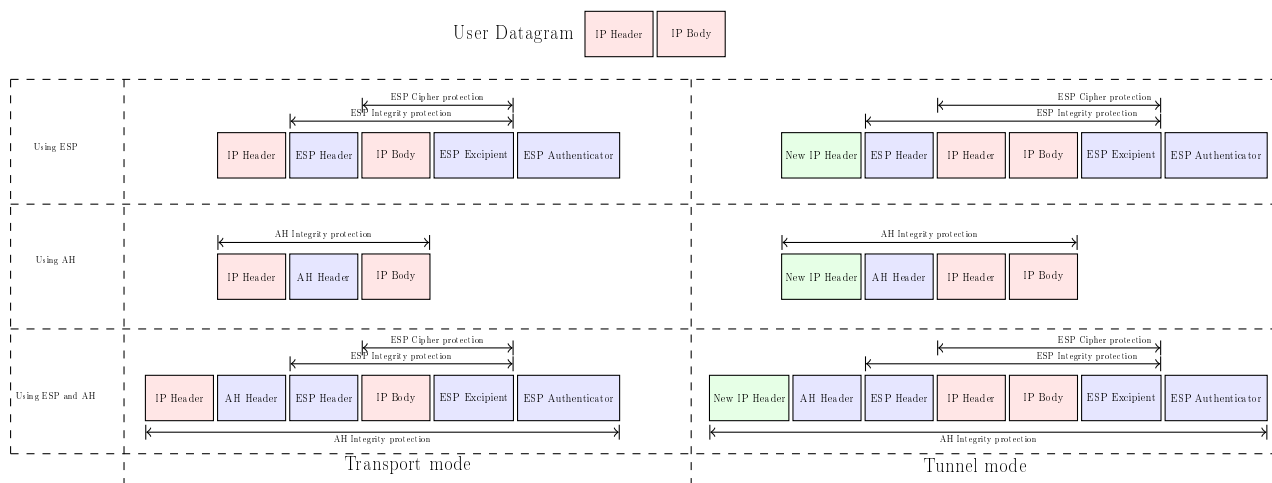 User Datagram IP Header IP Body
ESP Cipher protection
ESP Integrity protection
Using ESP
IP Header ESP Header IP Body ESP Excipient ESP Authenticator
ESP Cipher protection
ESP Integrity protection
New IP Header ESP Header IP Header IP Body ESP Excipient ESP Authenticator
AH Integrity protection
Using AH
IP Header AH Header IP Body
AH Integrity protection
New IP Header AH Header IP Header IP Body
ESP Cipher protection
ESP Integrity protection
Using ESP and AH
IP Header AH Header ESP Header IP Body ESP Excipient ESP Authenticator
AH Integrity protection
ESP Cipher protection
ESP Integrity protection
New IP Header AH Header ESP Header IP Header IP Body ESP Excipient ESP Authenticator
AH Integrity protection
Transport mode
Tunnel mode